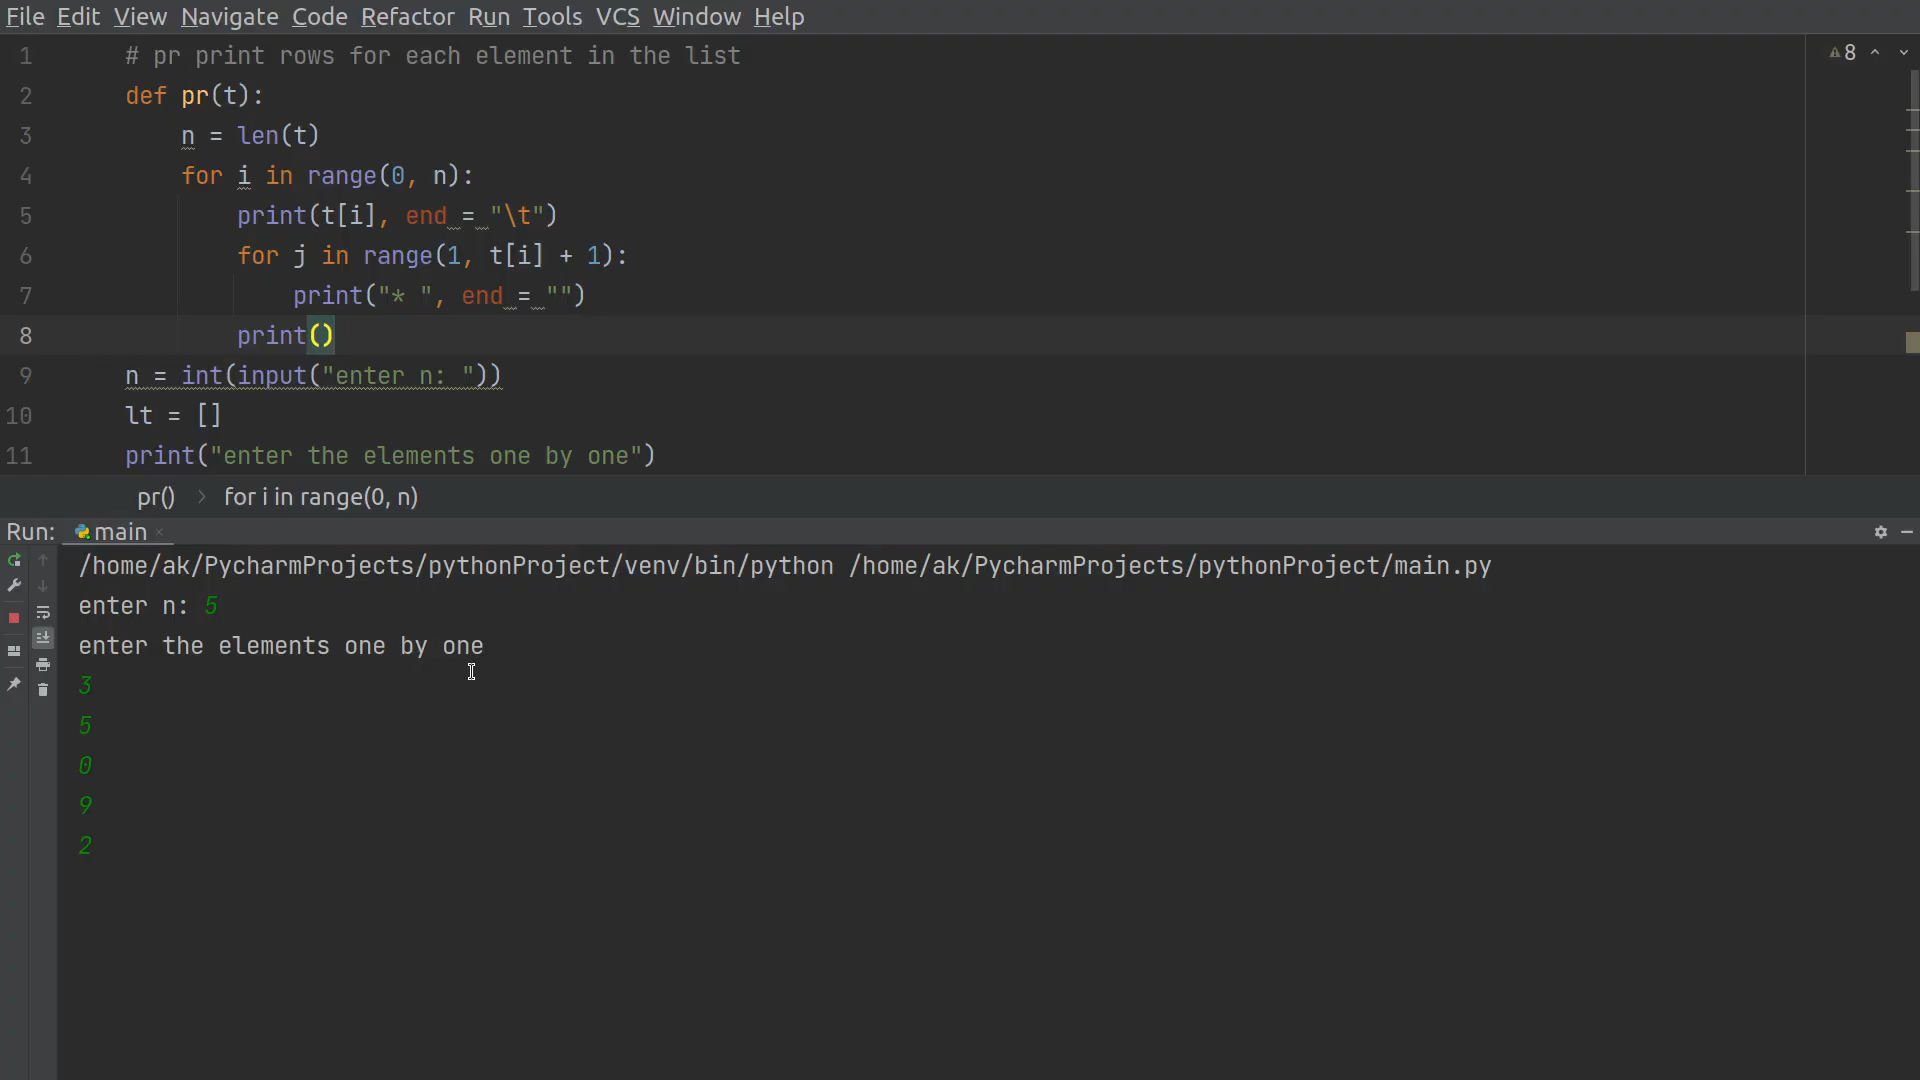 File Edit View Navigate Code Refactor Run Tools VCS Window Help
1 # pr print rows for each element in the list
8
2 def pr(t):
3 n = len(t)
4 for i in range(0, n):
5 print(t[i], end = "\t")
6 for j in range(1, t[i] + 1):
7 print("* ", end = "")
8 print()
9 n = int(input("enter n: "))
10 lt = []
11 print("enter the elements one by one")
pr() > for i in range(0, n)
Run: main
/home/ak/PycharmProjects/pythonProject/venv/bin/python /home/ak/PycharmProjects/pythonProject/main.py
enter n: 5
enter the elements one by one
3
5
0
9
2